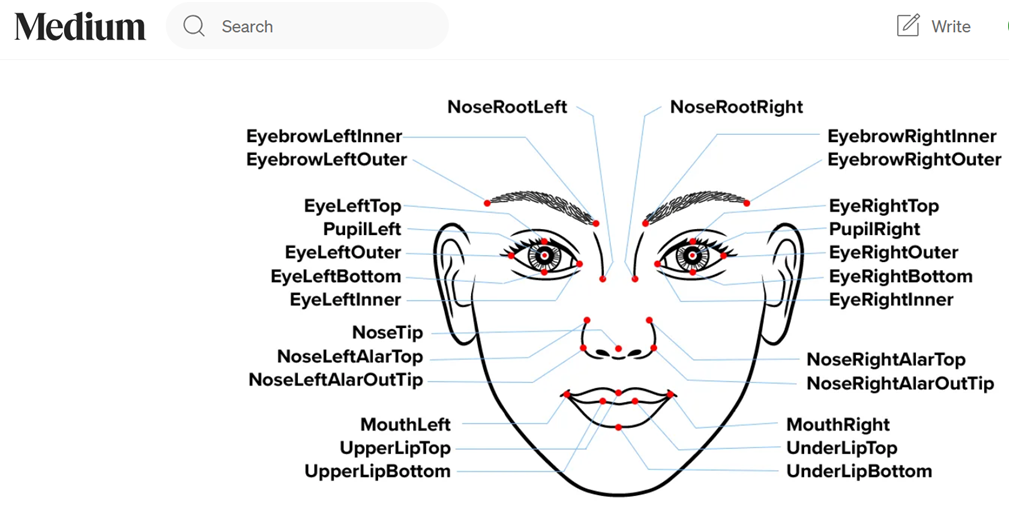 Medium
Search
Write
NoseRootLeft
NoseRootRight
EyebrowLeftInner
EyebrowRightInner
EyebrowLeftOuter
EyebrowRightOuter
EyeLeftTop
EyeRightTop
PupilLeft
PupilRight
EyeLeftOuter
EyeRightOuter
EyeLeftBottom
EyeRightBottom
EyeLeftInner
EyeRightInner
NoseTip
NoseLeftAlarTop
NoseRightAlarTop
NoseLeftAlarOutTip
NoseRightAlarOutTip
MouthLeft
MouthRight
UpperLipTop
UnderLipTop
UpperLipBottom
UnderLipBottom